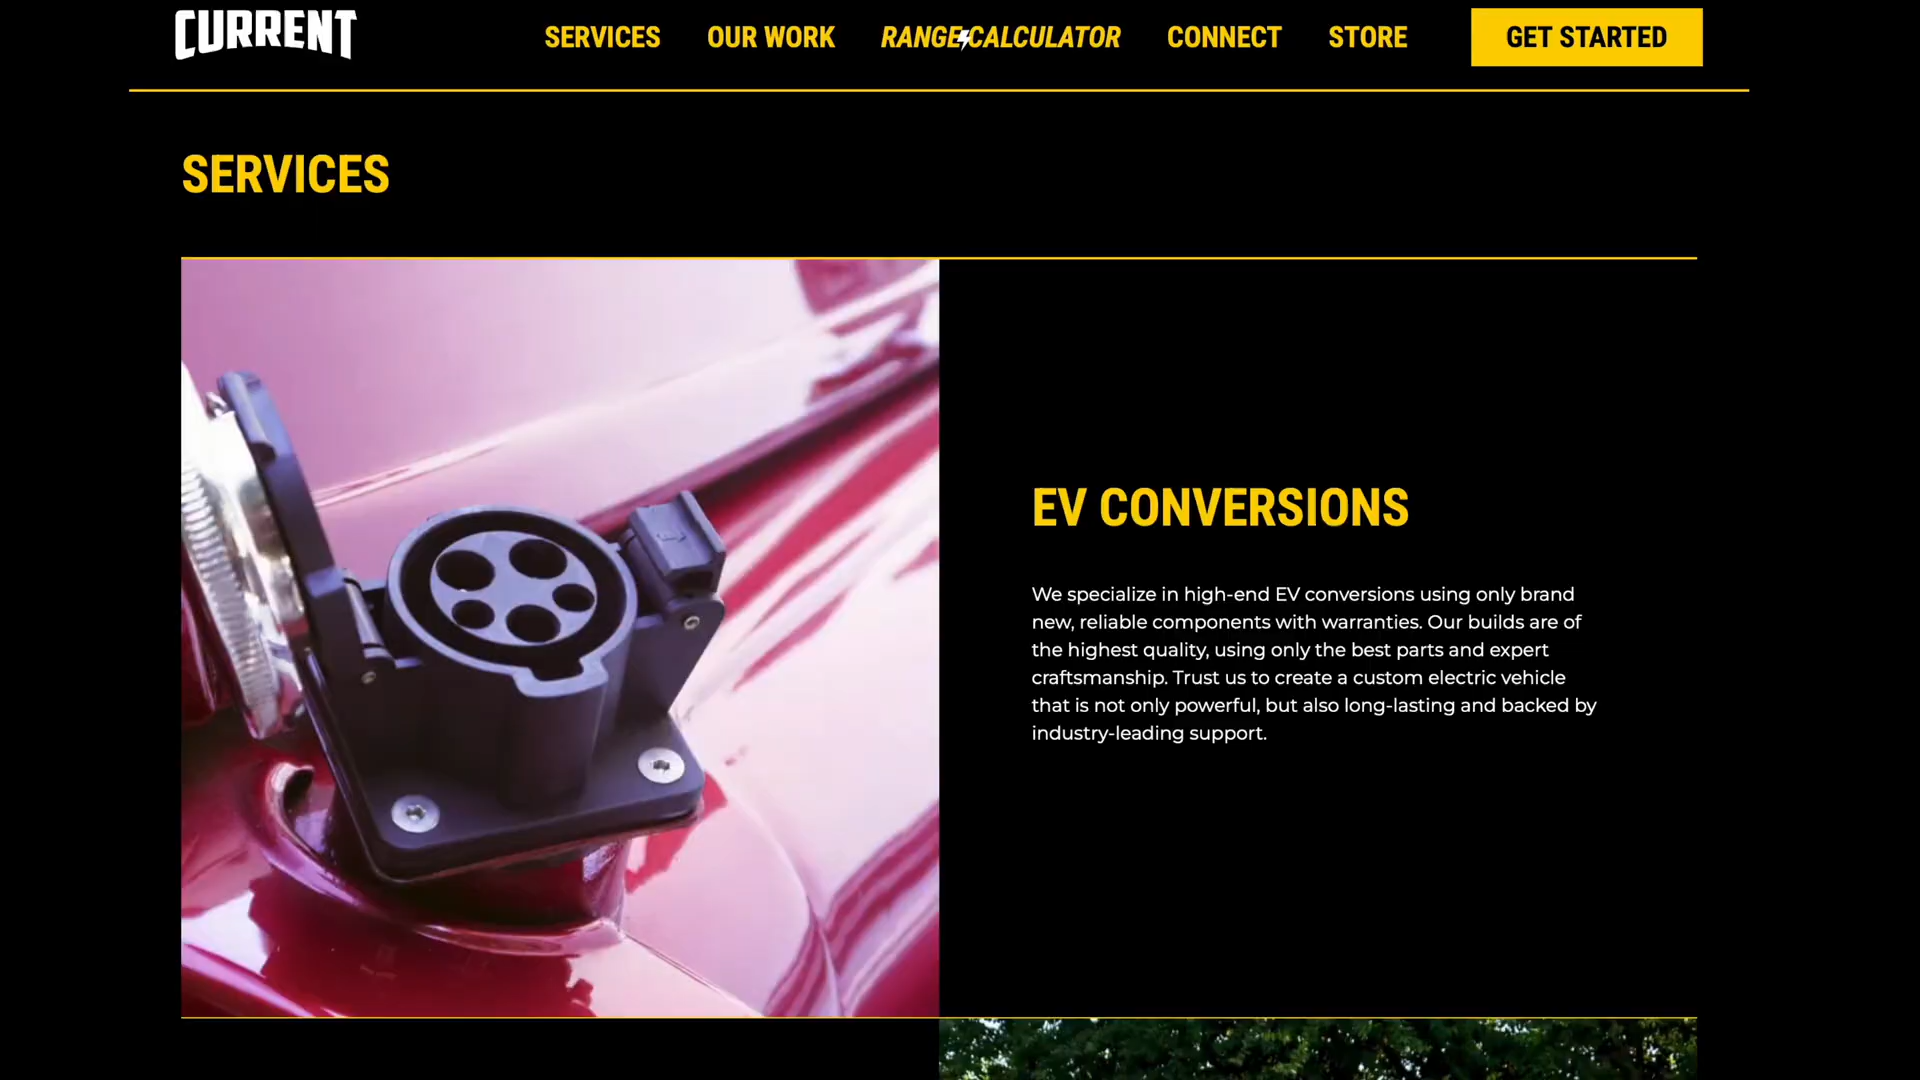 CURRENT
SERVICES OUR WORK RANGE CALCULATOR CONNECT STORE GET STARTED
SERVICES
EV CONVERSIONS
We specialize in high-end EV conversions using only brand
new, reliable components with warranties. Our builds are of
the highest quality, using only the best parts and expert
craftsmanship. Trust us to create a custom electric vehicle
that is not only powerful, but also long-lasting and backed by
industry-leading support.